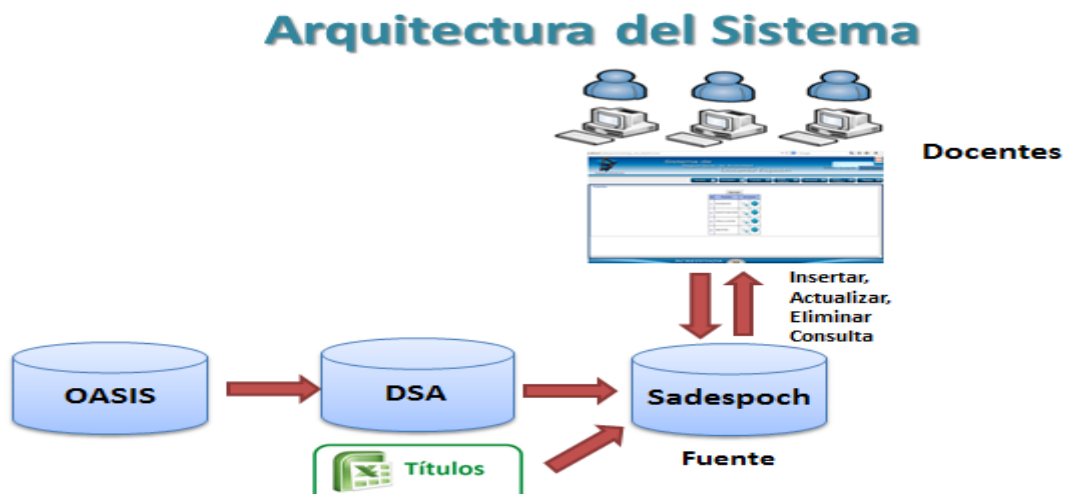 Arquitectura del Sistema
Docentes
Insertar,
Actualizar,
Eliminar
Consulta
OASIS
DSA
Sadespoch
Títulos
Fuente